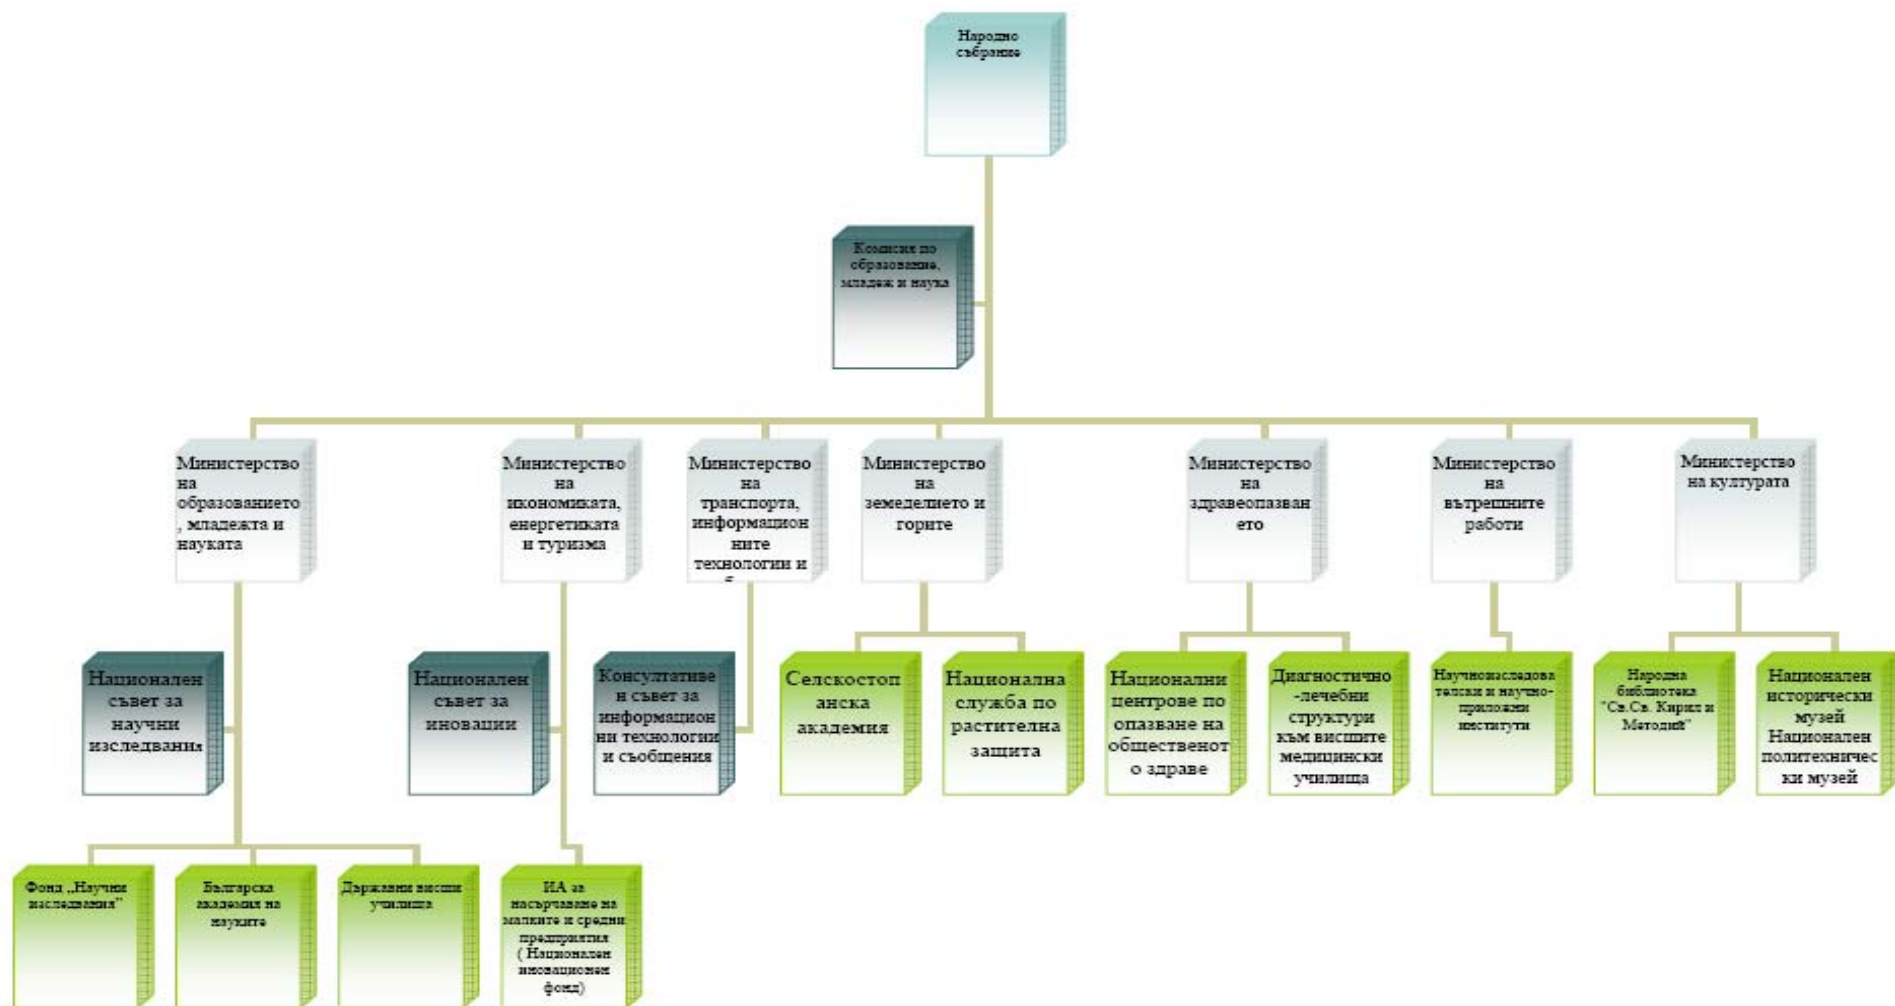 Народно
събрание
Комисия по
образование,
младеж и наука
Министерство
на
образованието
, младежта и
науката
Министерство
на
икономиката,
енергетиката
и туризма
Министерство
на
транспорта,
информацион
ните
технологии и
Министерство
на
земеделието и
горите
Министерство
на
здравеопазван
ето
Министерство
на
вътрешните
работи
Министерство
на културата
Национален
съвет за
научни
изследвания
Национален
съвет за
иновации
Консултативе
н съвет за
информацион
ни технологии
и съобщения
Селскостоп
анска
академия
Национална
служба по
растителна
защита
Национални
центрове по
опазване на
общественот
о здраве
Диагностично
-лечебни
структури
към висшите
медицински
училища
Научноизследова
телски и научно-
приложни
институти
Народна
библиотека
"Св.Св. Кирил и
Методий"
Национален
исторически
музей
Национален
политехничес
ки музей
Фонд „Научни
изследвания”
Българска
академия на
науките
Държавни висши
училища
ИА за
насърчаване на
малките и средни
предприятия
( Национален
иновационен
фонд)